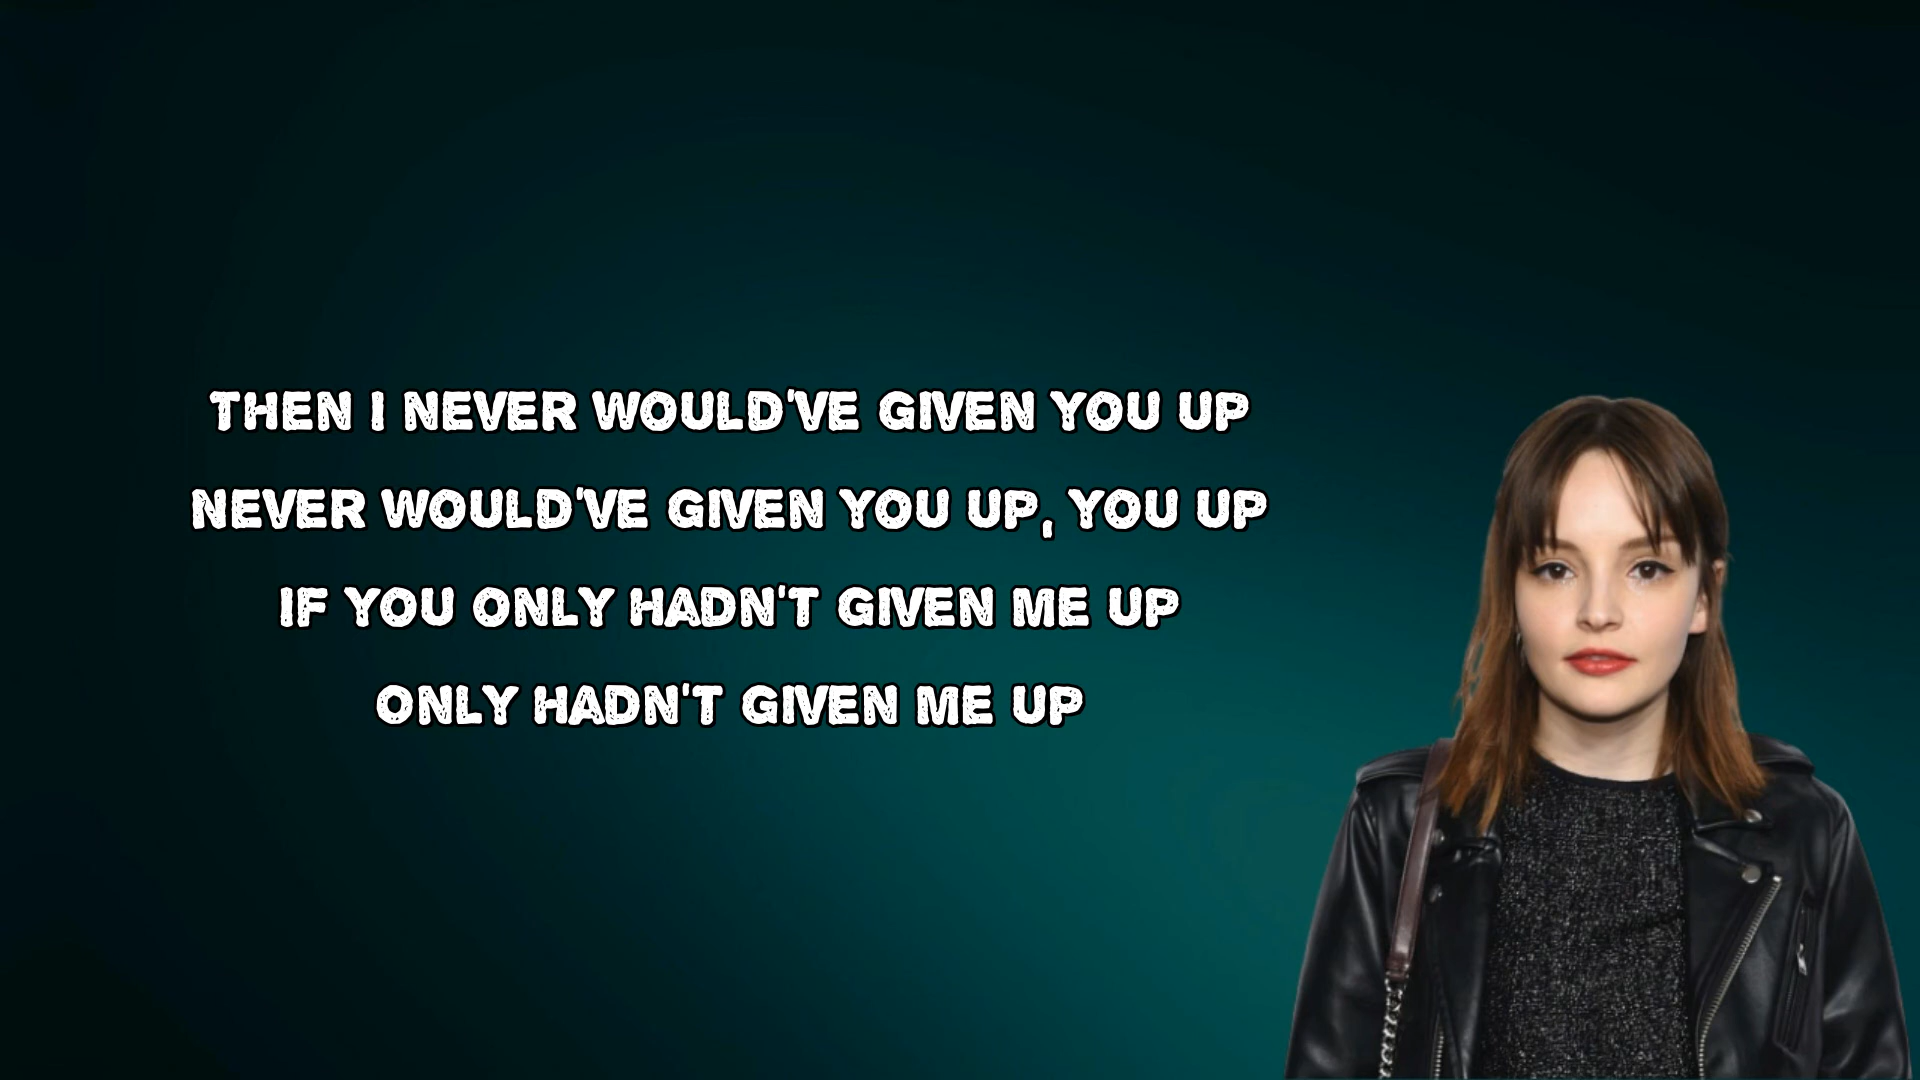 THEN I NEVER WOULD'VE GIVEN YOU UP
NEVER WOULD'VE GIVEN YOU UP, YOU UP
IF YOU ONLY HADN'T GIVEN ME UP
ONLY HADN'T GIVEN ME UP